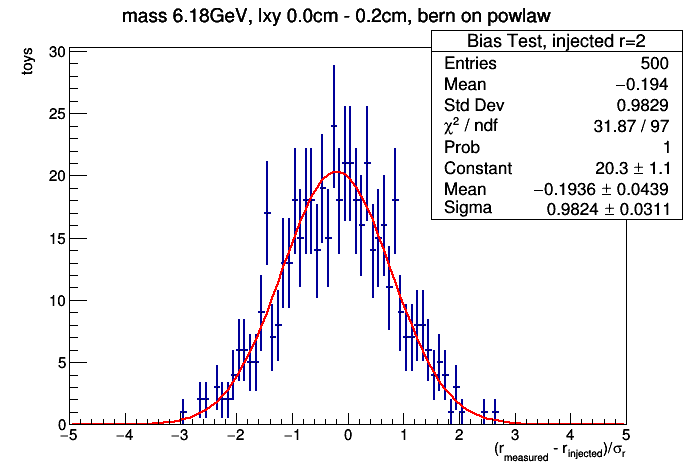 mass 6.18GeV, lxy 0.0cm - 0.2cm, bern on powlaw
Bias Test, injected r=2
Entries 500
Mean −0.194
Std Dev 0.9829
χ² / ndf 31.87 / 97
Prob 1
Constant 20.3 ± 1.1
Mean −0.1936 ± 0.0439
Sigma 0.9824 ± 0.0311
toys
30
25
20
15
10
5
0
−5 −4 −3 −2 −1 0 1 2 3 4 5
(r_measured - r_injected)/σ_r